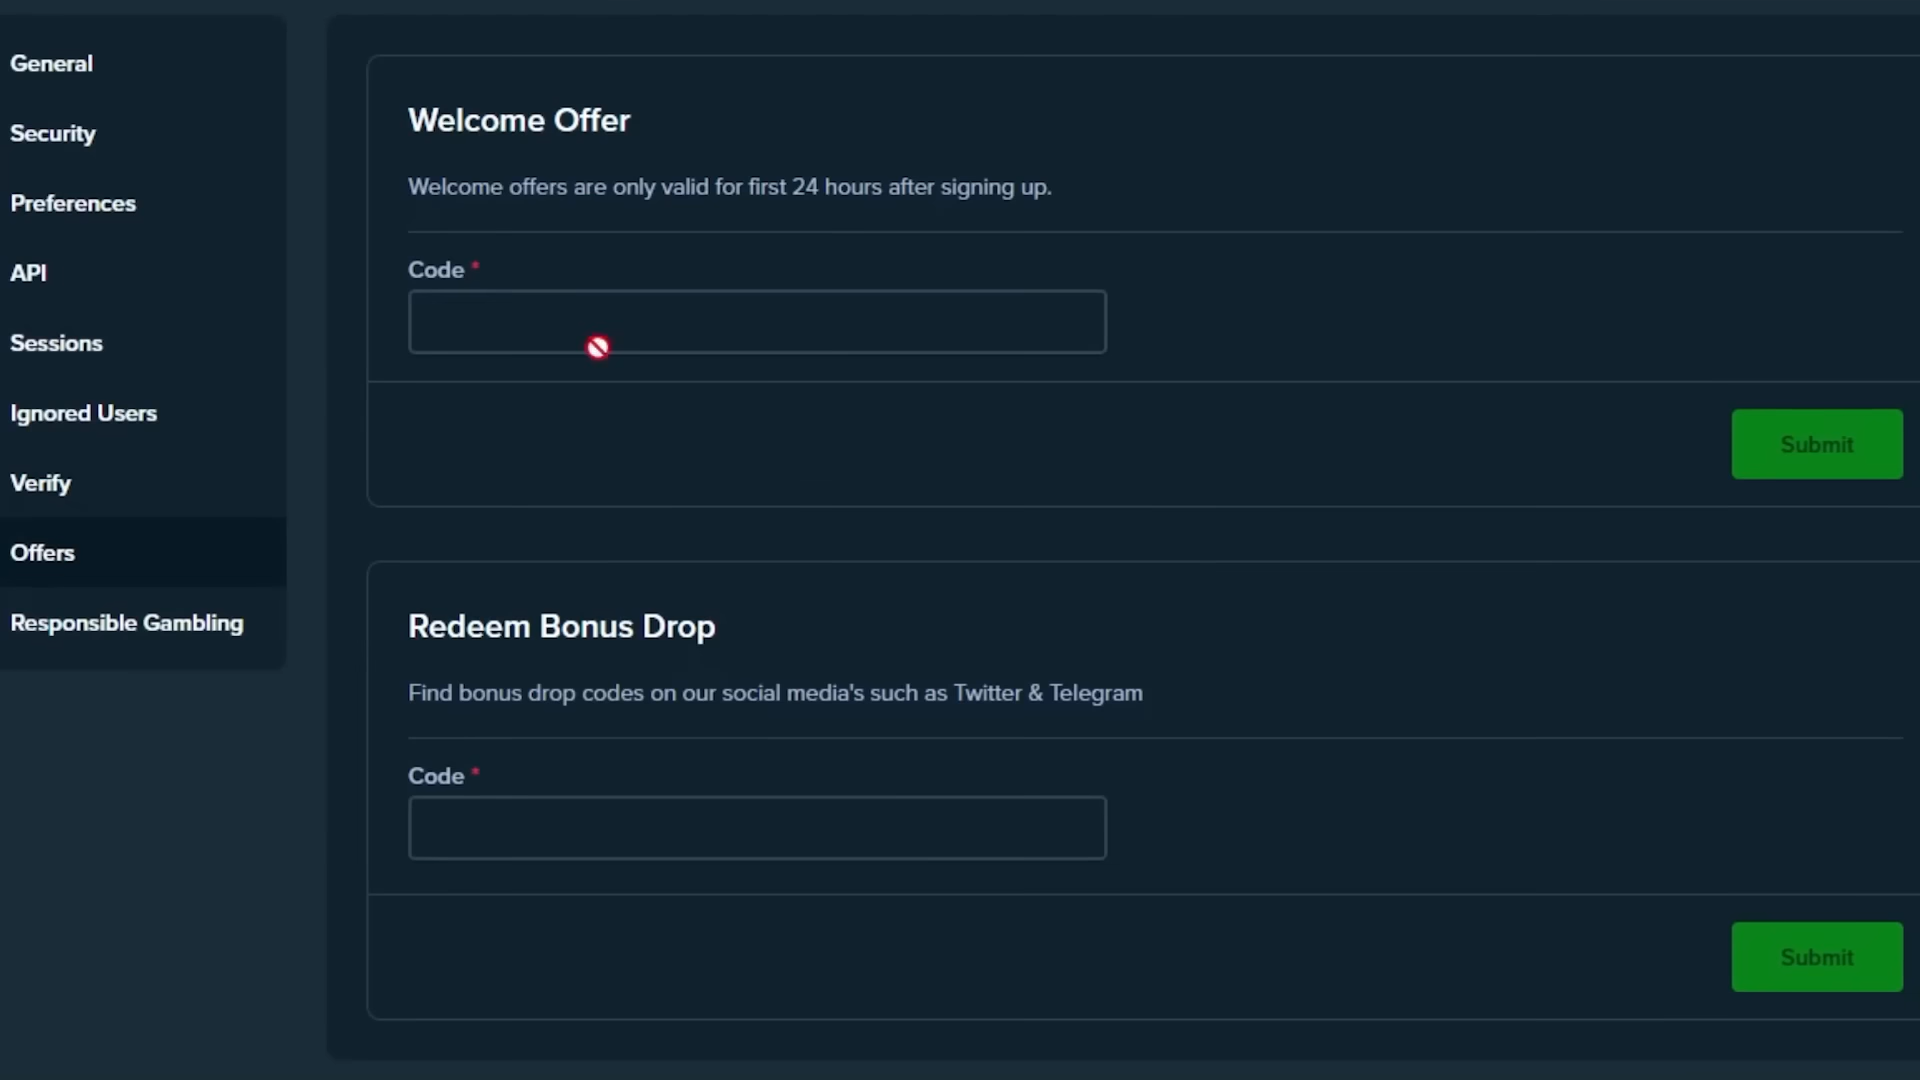 General
Security
Preferences
API
Sessions
Ignored Users
Verify
Offers
Responsible Gambling
Welcome Offer
Welcome offers are only valid for first 24 hours after signing up.
Code *
Submit
Redeem Bonus Drop
Find bonus drop codes on our social media's such as Twitter & Telegram
Code *
Submit